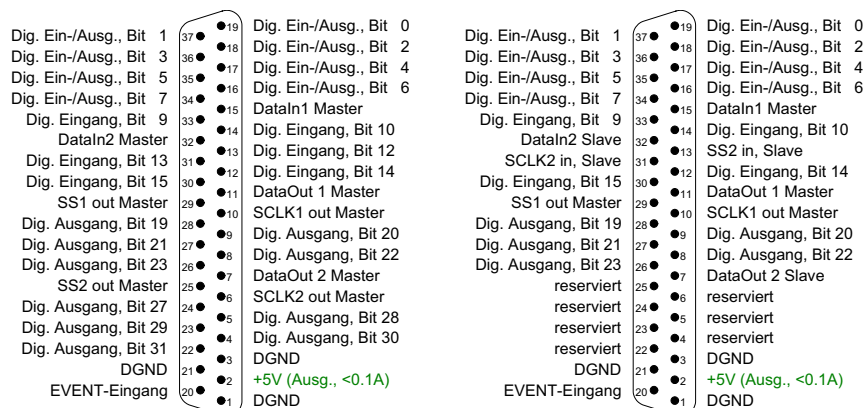 19 Dig. Ein-/Ausg., Bit 0
Dig. Ein-/Ausg., Bit 1 37
18 Dig. Ein-/Ausg., Bit 2
Dig. Ein-/Ausg., Bit 3 36
17 Dig. Ein-/Ausg., Bit 4
Dig. Ein-/Ausg., Bit 5 35
16 Dig. Ein-/Ausg., Bit 6
Dig. Ein-/Ausg., Bit 7 34
15 DataIn1 Master
Dig. Eingang, Bit 9 33
14 Dig. Eingang, Bit 10
DataIn2 Master 32
13 Dig. Eingang, Bit 12
Dig. Eingang, Bit 13 31
12 Dig. Eingang, Bit 14
Dig. Eingang, Bit 15 30
11 DataOut 1 Master
SS1 out Master 29
10 SCLK1 out Master
Dig. Ausgang, Bit 19 28
9 Dig. Ausgang, Bit 20
Dig. Ausgang, Bit 21 27
8 Dig. Ausgang, Bit 22
Dig. Ausgang, Bit 23 26
7 DataOut 2 Master
SS2 out Master 25
6 SCLK2 out Master
Dig. Ausgang, Bit 27 24
5 Dig. Ausgang, Bit 28
Dig. Ausgang, Bit 29 23
4 Dig. Ausgang, Bit 30
Dig. Ausgang, Bit 31 22
3 DGND
DGND 21
2 +5V (Ausg., <0.1A)
EVENT-Eingang 20
1 DGND
19 Dig. Ein-/Ausg., Bit 0
Dig. Ein-/Ausg., Bit 1 37
18 Dig. Ein-/Ausg., Bit 2
Dig. Ein-/Ausg., Bit 3 36
17 Dig. Ein-/Ausg., Bit 4
Dig. Ein-/Ausg., Bit 5 35
16 Dig. Ein-/Ausg., Bit 6
Dig. Ein-/Ausg., Bit 7 34
15 DataIn1 Master
Dig. Eingang, Bit 9 33
14 Dig. Eingang, Bit 10
DataIn2 Slave 32
13 SS2 in, Slave
SCLK2 in, Slave 31
12 Dig. Eingang, Bit 14
Dig. Eingang, Bit 15 30
11 DataOut 1 Master
SS1 out Master 29
10 SCLK1 out Master
Dig. Ausgang, Bit 19 28
9 Dig. Ausgang, Bit 20
Dig. Ausgang, Bit 21 27
8 Dig. Ausgang, Bit 22
Dig. Ausgang, Bit 23 26
7 DataOut 2 Slave
reserviert 25
6 reserviert
reserviert 24
5 reserviert
reserviert 23
4 reserviert
reserviert 22
3 DGND
DGND 21
2 +5V (Ausg., <0.1A)
EVENT-Eingang 20
1 DGND